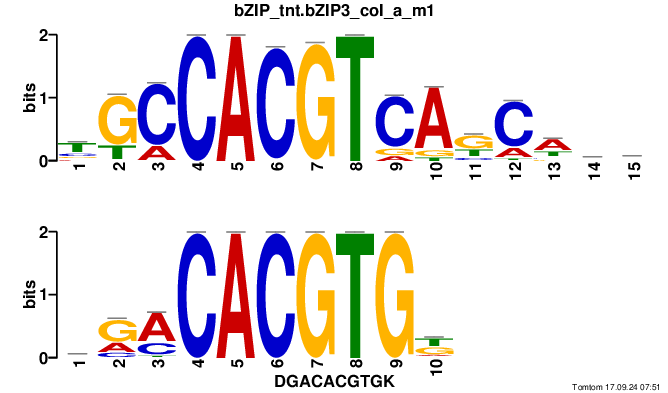 bZIP_tnt.bZIP3_col_a_m1
2
bits
1
0
1 2 3 4 5 6 7 8 9 10 11 12 13 14 15
2
bits
1
0
1 2 3 4 5 6 7 8 9 10
DGACACGTGK
Tomtom 17.09.24 07:51